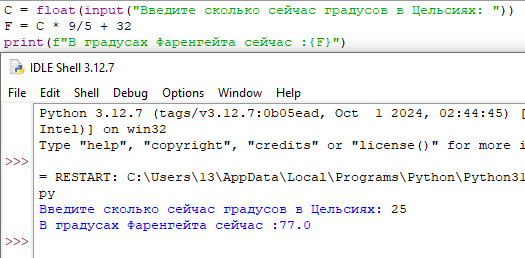 C = float(input("Введите сколько сейчас градусов в Цельсиях: "))
F = C * 9/5 + 32
print(f"В градусах Фаренгейта сейчас :{F}")
IDLE Shell 3.12.7
File Edit Shell Debug Options Window Help
Python 3.12.7 (tags/v3.12.7:0b05ead, Oct  1 2024, 02:44:45) [
Intel)] on win32
Type "help", "copyright", "credits" or "license()" for more i
>>>
= RESTART: C:\Users\13\AppData\Local\Programs\Python\Python31
py
Введите сколько сейчас градусов в Цельсиях: 25
В градусах Фаренгейта сейчас :77.0
>>>